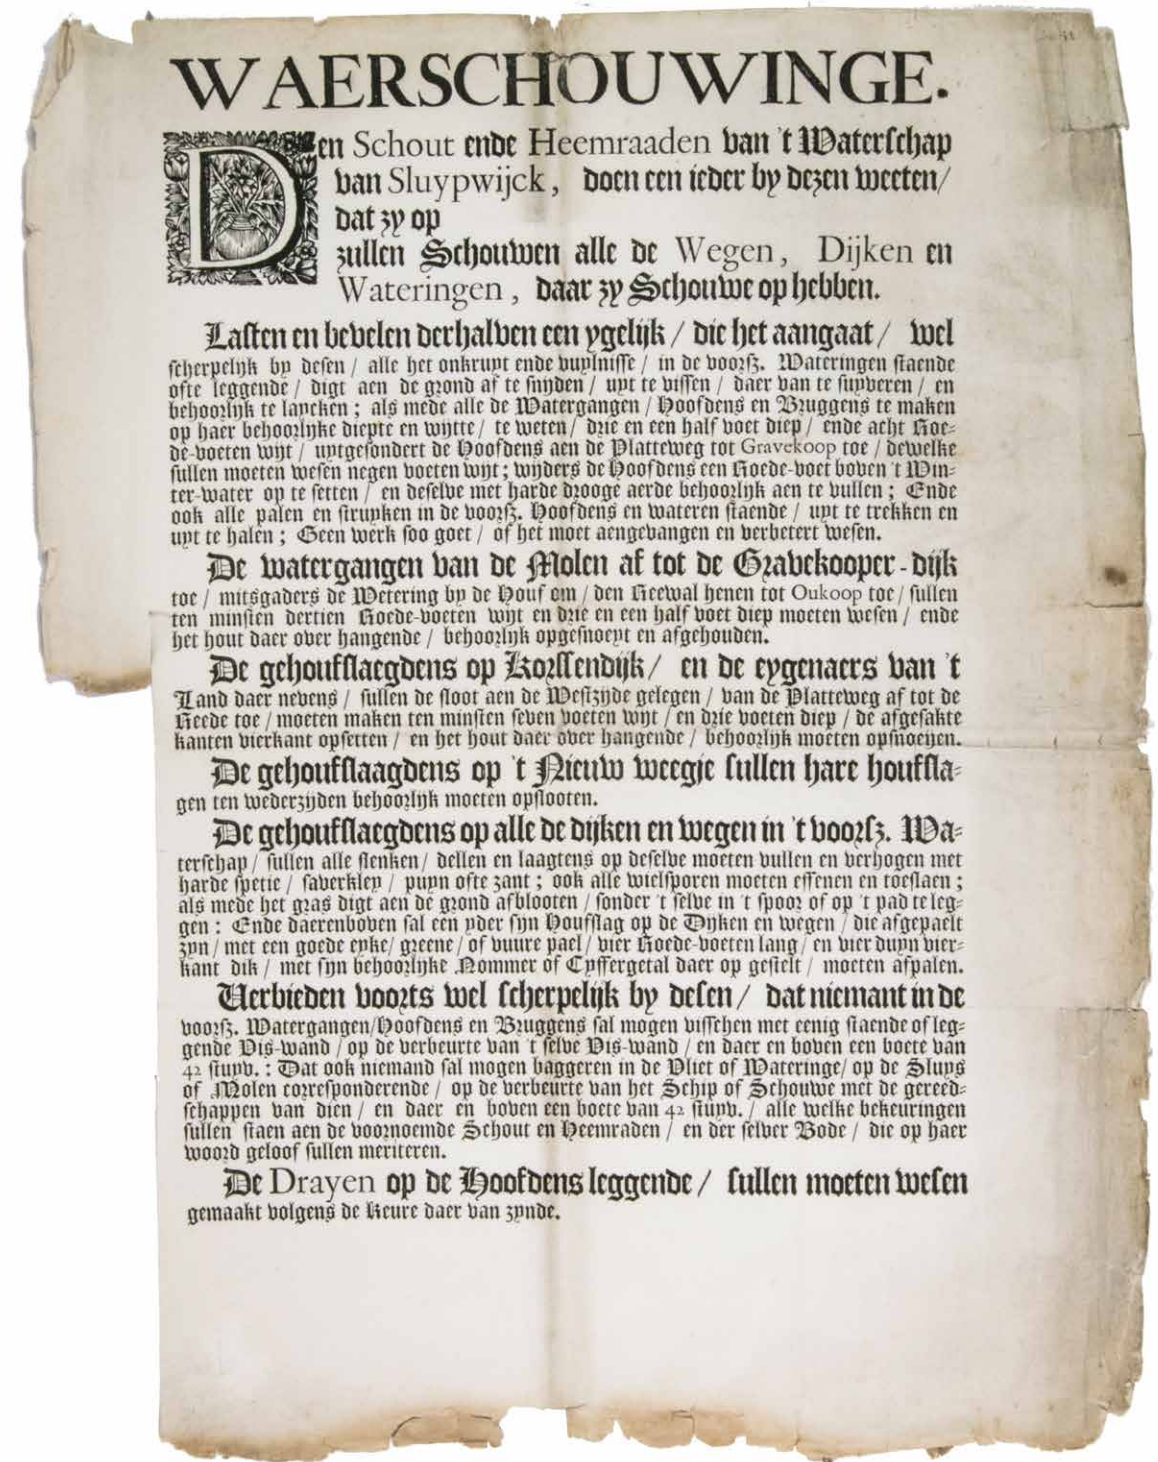 WAERSCHOUWINGE.
Den Schout ende Heemraaden van 't Waterschap
van Sluypwijck, doen een ieder by dezen weeten/
dat zy op
zullen Schouwen alle de Wegen, Dijken en
Wateringen, daar zy Schouwe op hebben.
Lasten en bevelen derhalven een ygelijk / die het aangaat / wel
scherpelijk by desen / alle het onkruyt ende vuylnisse / in de voorsz. Wateringen staende
ofte leggende / digt aen de grond af te snyden / uyt te vissen / daer van te suyveren / en
behoorlyk te laycken ; als mede alle de Watergangen / Hoofdens en Bruggens te maken
op haer behoorlyke diepte en wytte / te weten / drie en een half voet diep / ende acht Roe-
de-voeten wyt / uytgesondert de Hoofdens aen de Platteweg tot Gravekoop toe / dewelke
sullen moeten wesen negen voeten wyt ; wyders de Hoofdens een Roede-voet boven 't Win-
ter-water op te setten / en deselve met harde drooge aerde behoorlyk aen te vullen ; Ende
ook alle palen en struyken in de voorsz. Hoofdens en wateren staende / uyt te trekken en
uyt te halen ; Geen werk soo goet / of het moet aengevangen en verbetert wesen.
De watergangen van de Molen af tot de Gravekooper-dijk
toe / mitsgaders de Wetering by de Houf om / den Reewal henen tot Oukoop toe / sullen
ten minsten dertien Roede-voeten wyt en drie en een half voet diep moeten wesen / ende
het hout daer over hangende / behoorlyk opgesnoeyt en afgehouden.
De gehoufslaegdens op Korssendijk / en de eygenaers van 't
Land daer nevens / sullen de sloot aen de Westzyde gelegen / van de Platteweg af tot de
Reede toe / moeten maken ten minsten seven voeten wyt / en drie voeten diep / de afgesakte
kanten vierkant opsetten / en het hout daer over hangende / behoorlyk moeten opsnoeyen.
De gehoufslaagdens op 't Nieuw weegje sullen hare houfsla-
gen ten wederzyden behoorlyk moeten opslooten.
De gehoufslaegdens op alle de dijken en wegen in 't voorsz. Wa-
terschap / sullen alle slenken / dellen en laagtens op deselve moeten vullen en verhogen met
harde spetie / saverkley / puyn ofte zant ; ook alle wielsporen moeten effenen en toeslaen ;
als mede het gras digt aen de grond afblooten / sonder 't selve in 't spoor of op 't pad te leg-
gen : Ende daerenboven sal een yder syn Houfslag op de Dyken en wegen / die afgepaelt
zyn / met een goede eyke / greene / of vuure pael / vier Roede-voeten lang / en vier duyn vier-
kant dik / met syn behoorlyke Nommer of Cyffergetal daer op gestelt / moeten afpalen.
Verbieden voorts wel scherpelijk by desen / dat niemant in de
voorsz. Watergangen/Hoofdens en Bruggens sal mogen visschen met eenig staende of leg-
gende Vis-wand / op de verbeurte van 't selve Vis-wand / en daer en boven een boete van
42 stuyv. : Dat ook niemand sal mogen baggeren in de Vliet of Wateringe / op de Sluys
of Molen corresponderende / op de verbeurte van het Schip of Schouwe met de gereed-
schappen van dien / en daer en boven een boete van 42 stuyv. / alle welke bekeuringen
sullen staen aen de voornoemde Schout en Heemraden / en der selver Bode / die op haer
woord geloof sullen meriteren.
De Drayen op de Hoofdens leggende / sullen moeten wesen
gemaakt volgens de Keure daer van zynde.